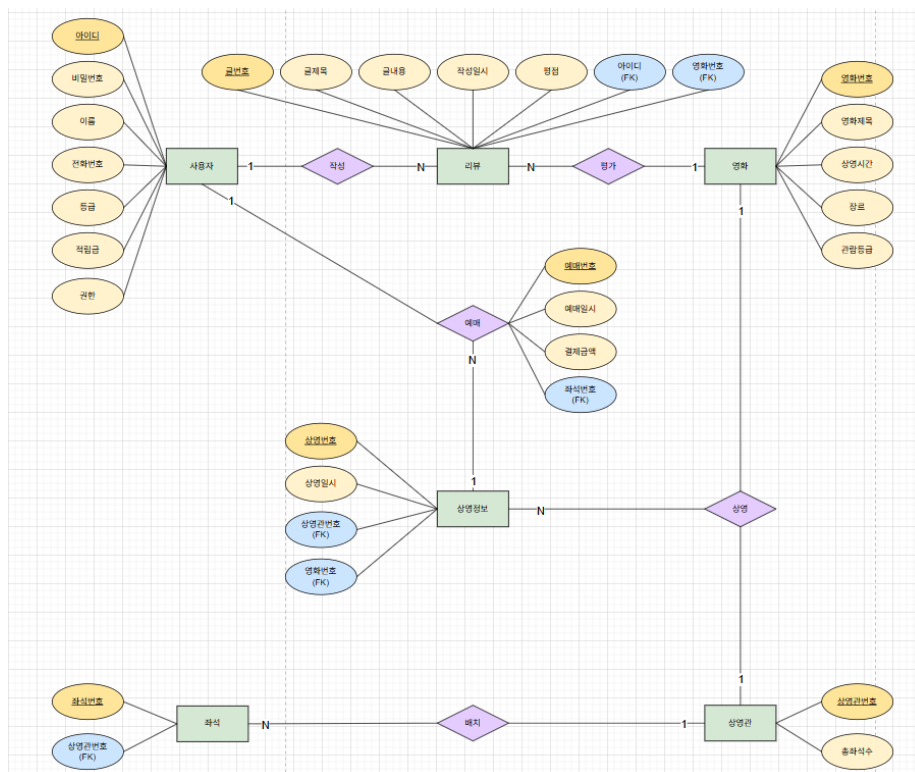 아이디
비밀번호
이름
전화번호
등급
적립금
권한
사용자
1
작성
N
글번호
글제목
글내용
작성일시
평점
아이디
(FK)
영화번호
(FK)
리뷰
N
평가
1
영화
영화번호
영화제목
상영시간
장르
관람등급
1
1
예매
N
예매번호
예매일시
결제금액
좌석번호
(FK)
1
상영번호
상영일시
상영관번호
(FK)
영화번호
(FK)
상영정보
N
상영
1
좌석번호
상영관번호
(FK)
좌석
N
배치
1
상영관
상영관번호
총좌석수